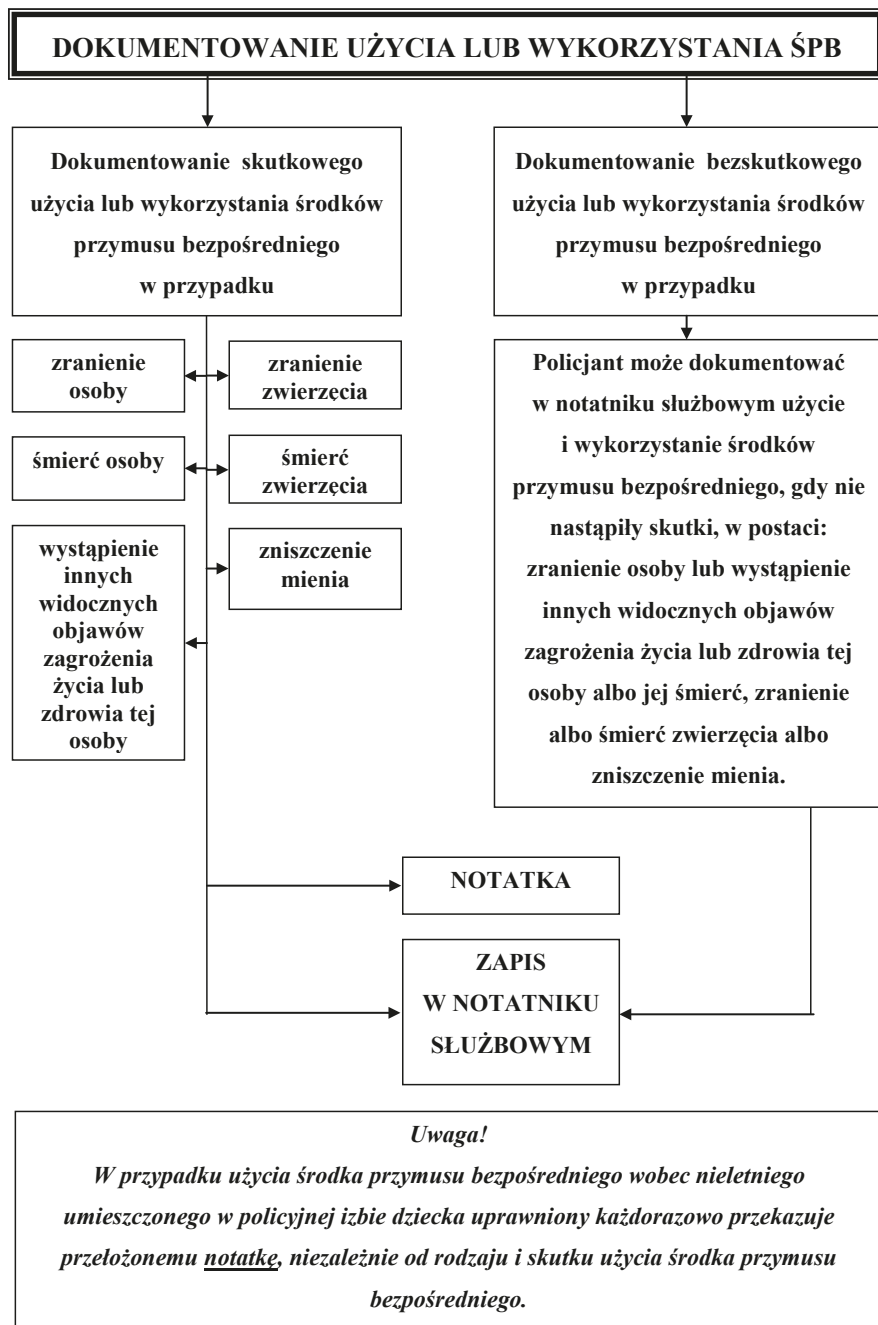 DOKUMENTOWANIE UŻYCIA LUB WYKORZYSTANIA ŚPB
Dokumentowanie skutkowego
użycia lub wykorzystania środków
przymusu bezpośredniego
w przypadku
Dokumentowanie bezskutkowego
użycia lub wykorzystania środków
przymusu bezpośredniego
w przypadku
zranienie
osoby
zranienie
zwierzęcia
śmierć osoby
śmierć
zwierzęcia
wystąpienie
innych
widocznych
objawów
zagrożenia
życia lub
zdrowia tej
osoby
zniszczenie
mienia
Policjant może dokumentować
w notatniku służbowym użycie
i wykorzystanie środków
przymusu bezpośredniego, gdy nie
nastąpiły skutki, w postaci:
zranienie osoby lub wystąpienie
innych widocznych objawów
zagrożenia życia lub zdrowia tej
osoby albo jej śmierć, zranienie
albo śmierć zwierzęcia albo
zniszczenie mienia.
NOTATKA
ZAPIS
W NOTATNIKU
SŁUŻBOWYM
Uwaga!
W przypadku użycia środka przymusu bezpośredniego wobec nieletniego
umieszczonego w policyjnej izbie dziecka uprawniony każdorazowo przekazuje
przełożonemu notatkę, niezależnie od rodzaju i skutku użycia środka przymusu
bezpośredniego.